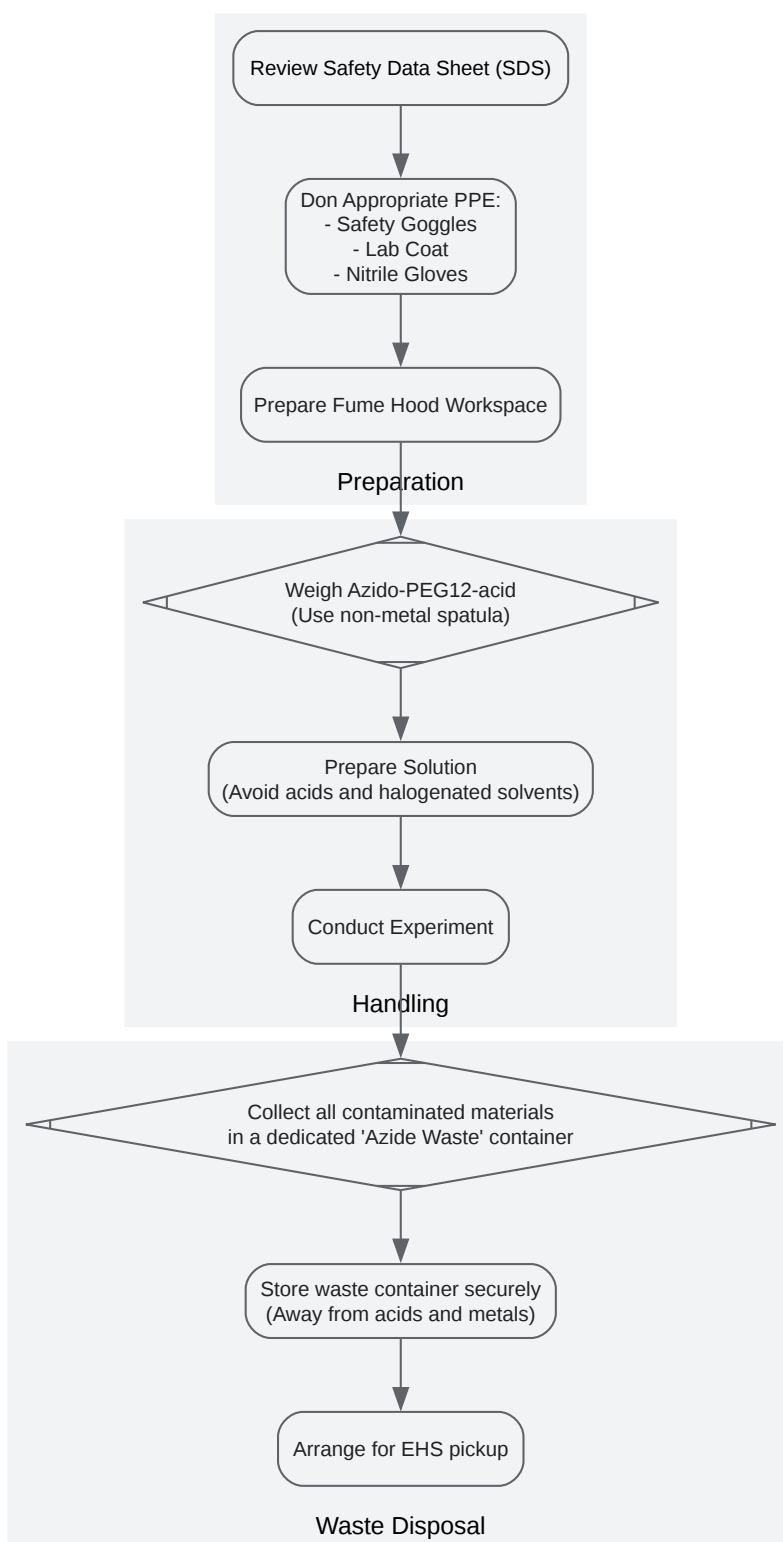 Review Safety Data Sheet (SDS)
Don Appropriate PPE:
- Safety Goggles
- Lab Coat
- Nitrile Gloves
Prepare Fume Hood Workspace
Preparation
Weigh Azido-PEG12-acid
(Use non-metal spatula)
Prepare Solution
(Avoid acids and halogenated solvents)
Conduct Experiment
Handling
Collect all contaminated materials
in a dedicated 'Azide Waste' container
Store waste container securely
(Away from acids and metals)
Arrange for EHS pickup
Waste Disposal